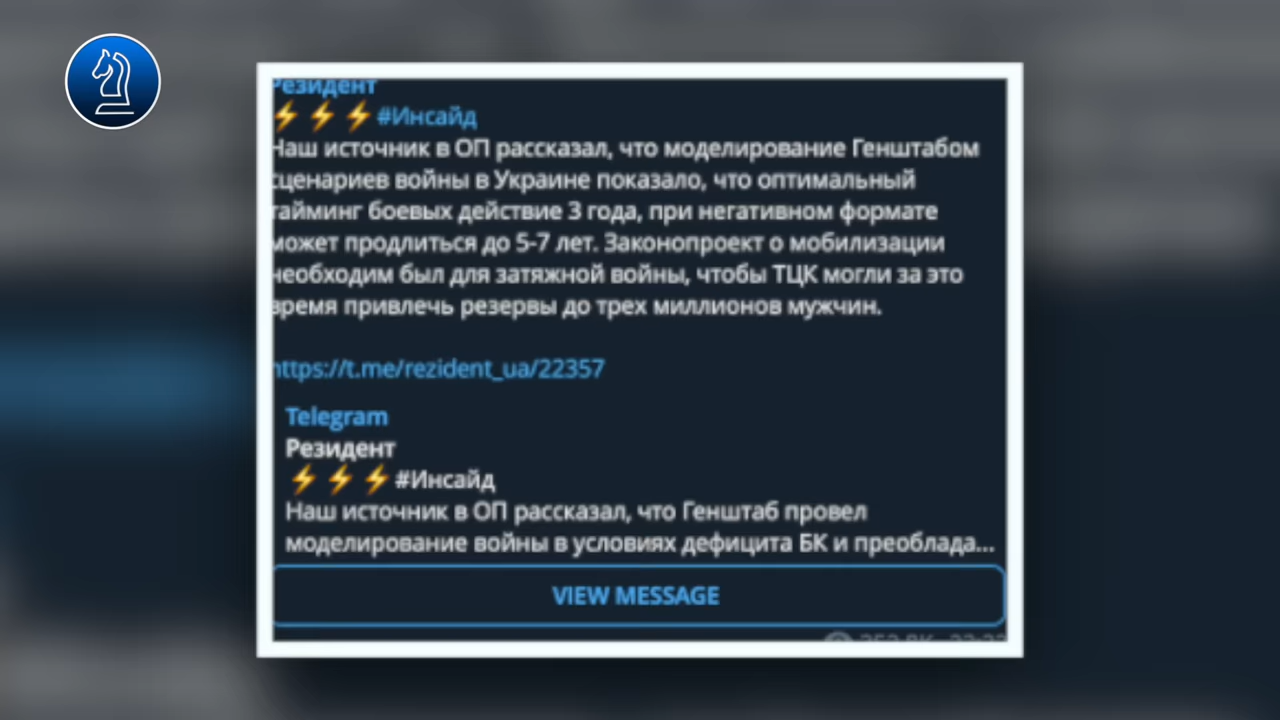 Резидент
⚡⚡⚡#Инсайд
Наш источник в ОП рассказал, что моделирование Генштабом
сценариев войны в Украине показало, что оптимальный
тайминг боевых действие 3 года, при негативном формате
может продлиться до 5-7 лет. Законопроект о мобилизации
необходим был для затяжной войны, чтобы ТЦК могли за это
время привлечь резервы до трех миллионов мужчин.
https://t.me/rezident_ua/22357
Telegram
Резидент
⚡⚡⚡#Инсайд
Наш источник в ОП рассказал, что Генштаб провел
моделирование войны в условиях дефицита БК и преоблада...
VIEW MESSAGE